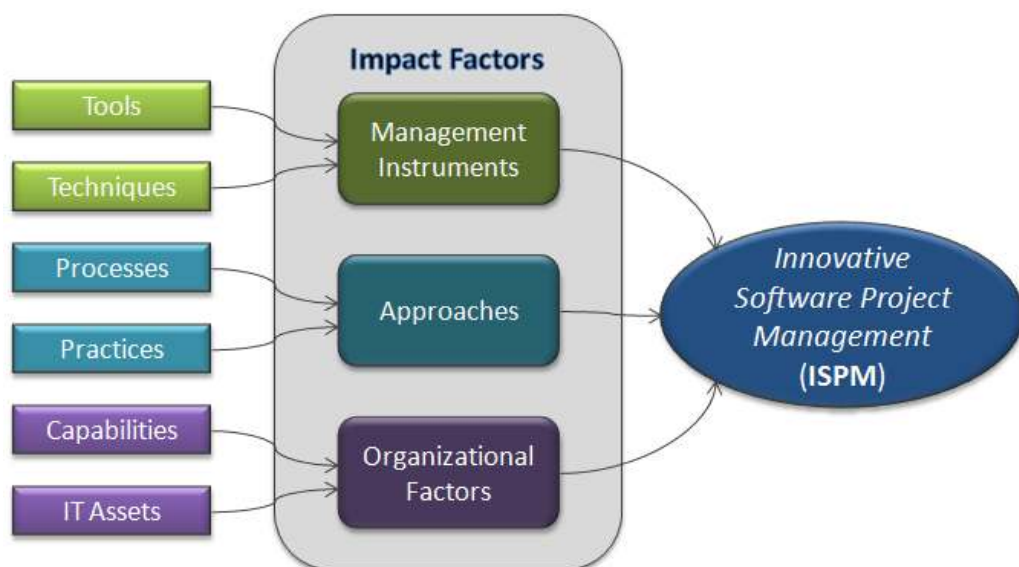 Impact Factors
Tools
Techniques
Processes
Practices
Capabilities
IT Assets
Management
Instruments
Approaches
Organizational
Factors
Innovative
Software Project
Management
(ISPM)